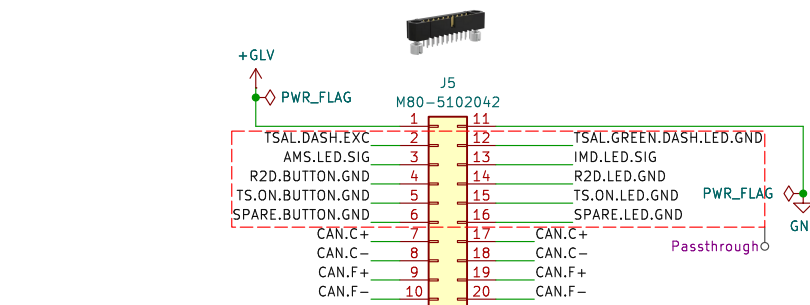 +GLV
PWR_FLAG
J5
M80-5102042
1 11
TSAL.DASH.EXC 2 12 TSAL.GREEN.DASH.LED.GND
AMS.LED.SIG 3 13 IMD.LED.SIG
R2D.BUTTON.GND 4 14 R2D.LED.GND
TS.ON.BUTTON.GND 5 15 TS.ON.LED.GND
PWR_FLAG
SPARE.BUTTON.GND 6 16 SPARE.LED.GND
GN
CAN.C+ 7 17 CAN.C+
Passthrough
CAN.C- 8 18 CAN.C-
CAN.F+ 9 19 CAN.F+
CAN.F- 10 20 CAN.F-